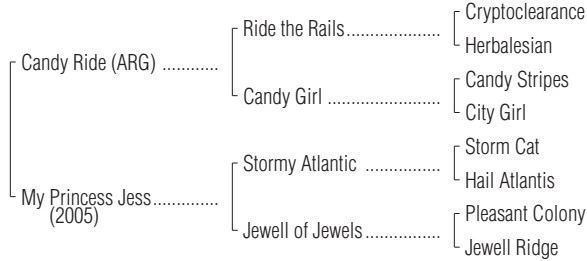 Cryptoclearance
Ride the Rails
Herbalesian
Candy Ride (ARG)
Candy Stripes
Candy Girl
City Girl
Storm Cat
Stormy Atlantic
Hail Atlantis
My Princess Jess
(2005)
Pleasant Colony
Jewell of Jewels
Jewell Ridge